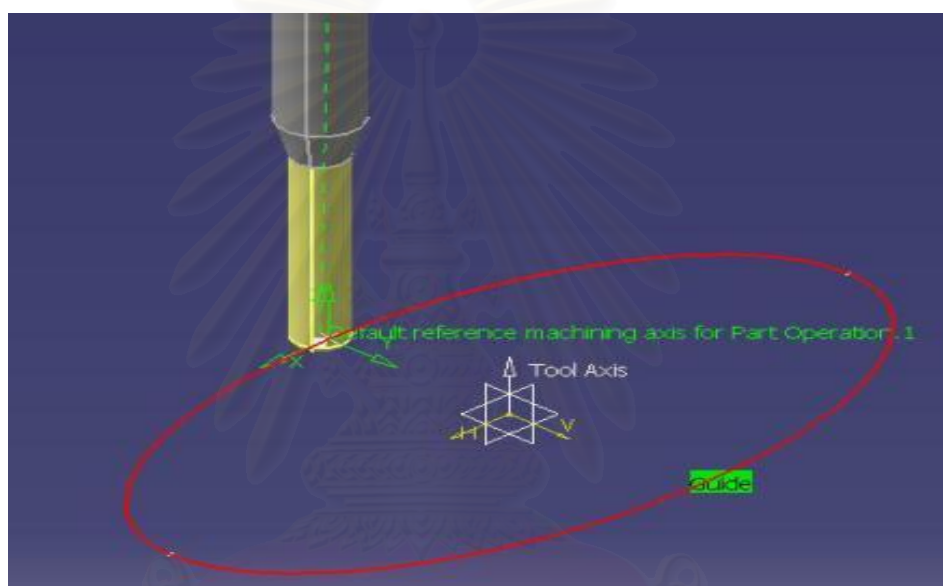 Default reference machining axis for Part Operation.1
X
Y
Tool Axis
H
V
Guide